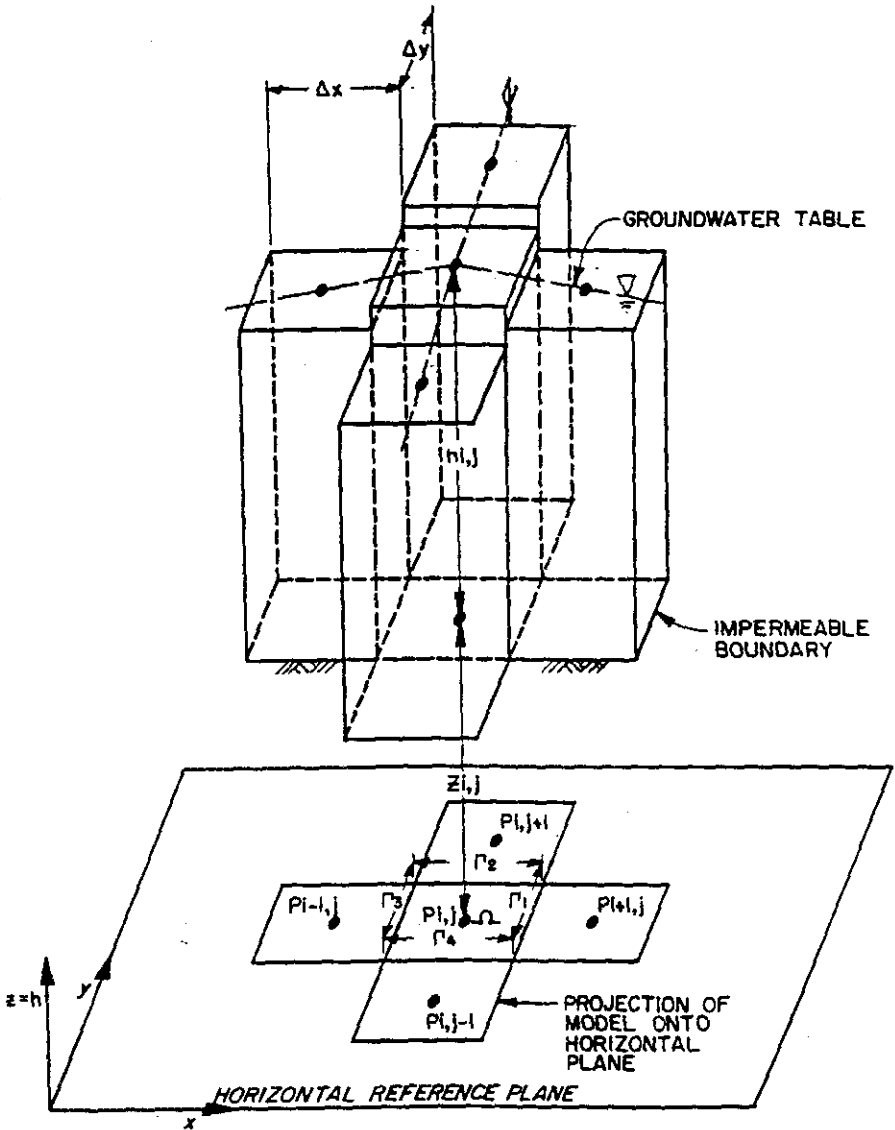 Δy
Δx
GROUNDWATER TABLE
hi,j
IMPERMEABLE
BOUNDARY
Zi,j
Pi,j+1
Γ2
Pi-1,j
Γ3
Pi,j
Ω
Γ1
Pi+1,j
Γ4
y
z=h
Pi,j-1
PROJECTION OF
MODEL ONTO
HORIZONTAL
PLANE
HORIZONTAL REFERENCE PLANE
x